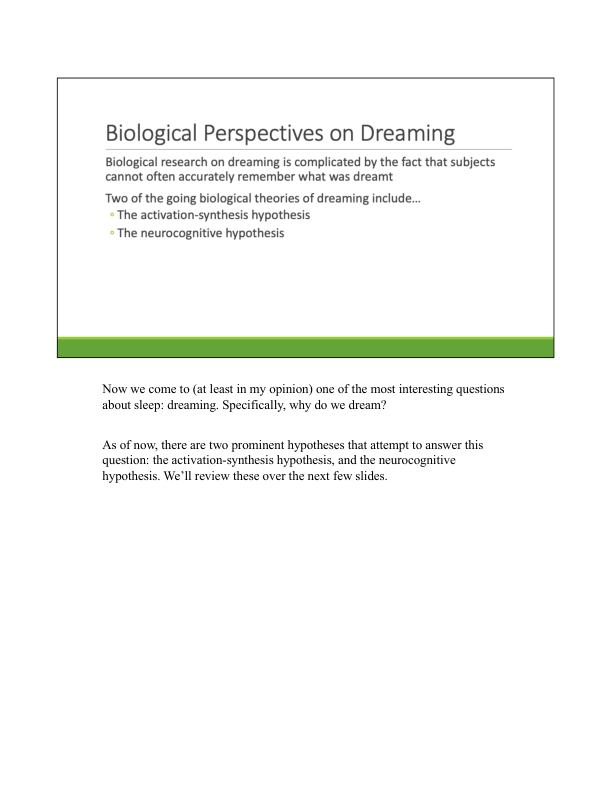 Biological Perspectives on Dreaming
Biological research on dreaming is complicated by the fact that subjects
cannot often accurately remember what was dreamt
Two of the going biological theories of dreaming include…
▫ The activation-synthesis hypothesis
▫ The neurocognitive hypothesis
Now we come to (at least in my opinion) one of the most interesting questions
about sleep: dreaming. Specifically, why do we dream?
As of now, there are two prominent hypotheses that attempt to answer this
question: the activation-synthesis hypothesis, and the neurocognitive
hypothesis. We’ll review these over the next few slides.